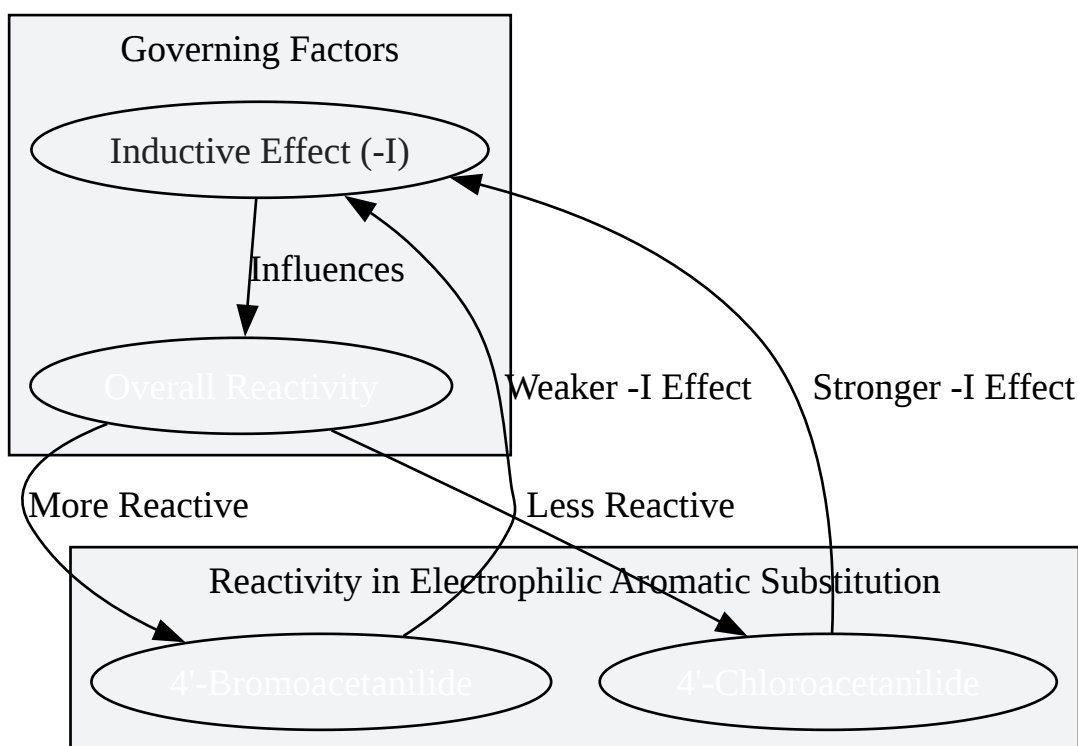 Governing Factors
Inductive Effect (-I)
Influences
Overall Reactivity
Weaker -I Effect
Stronger -I Effect
More Reactive
Less Reactive
Reactivity in Electrophilic Aromatic Substitution
4'-Bromoacetanilide
4'-Chloroacetanilide